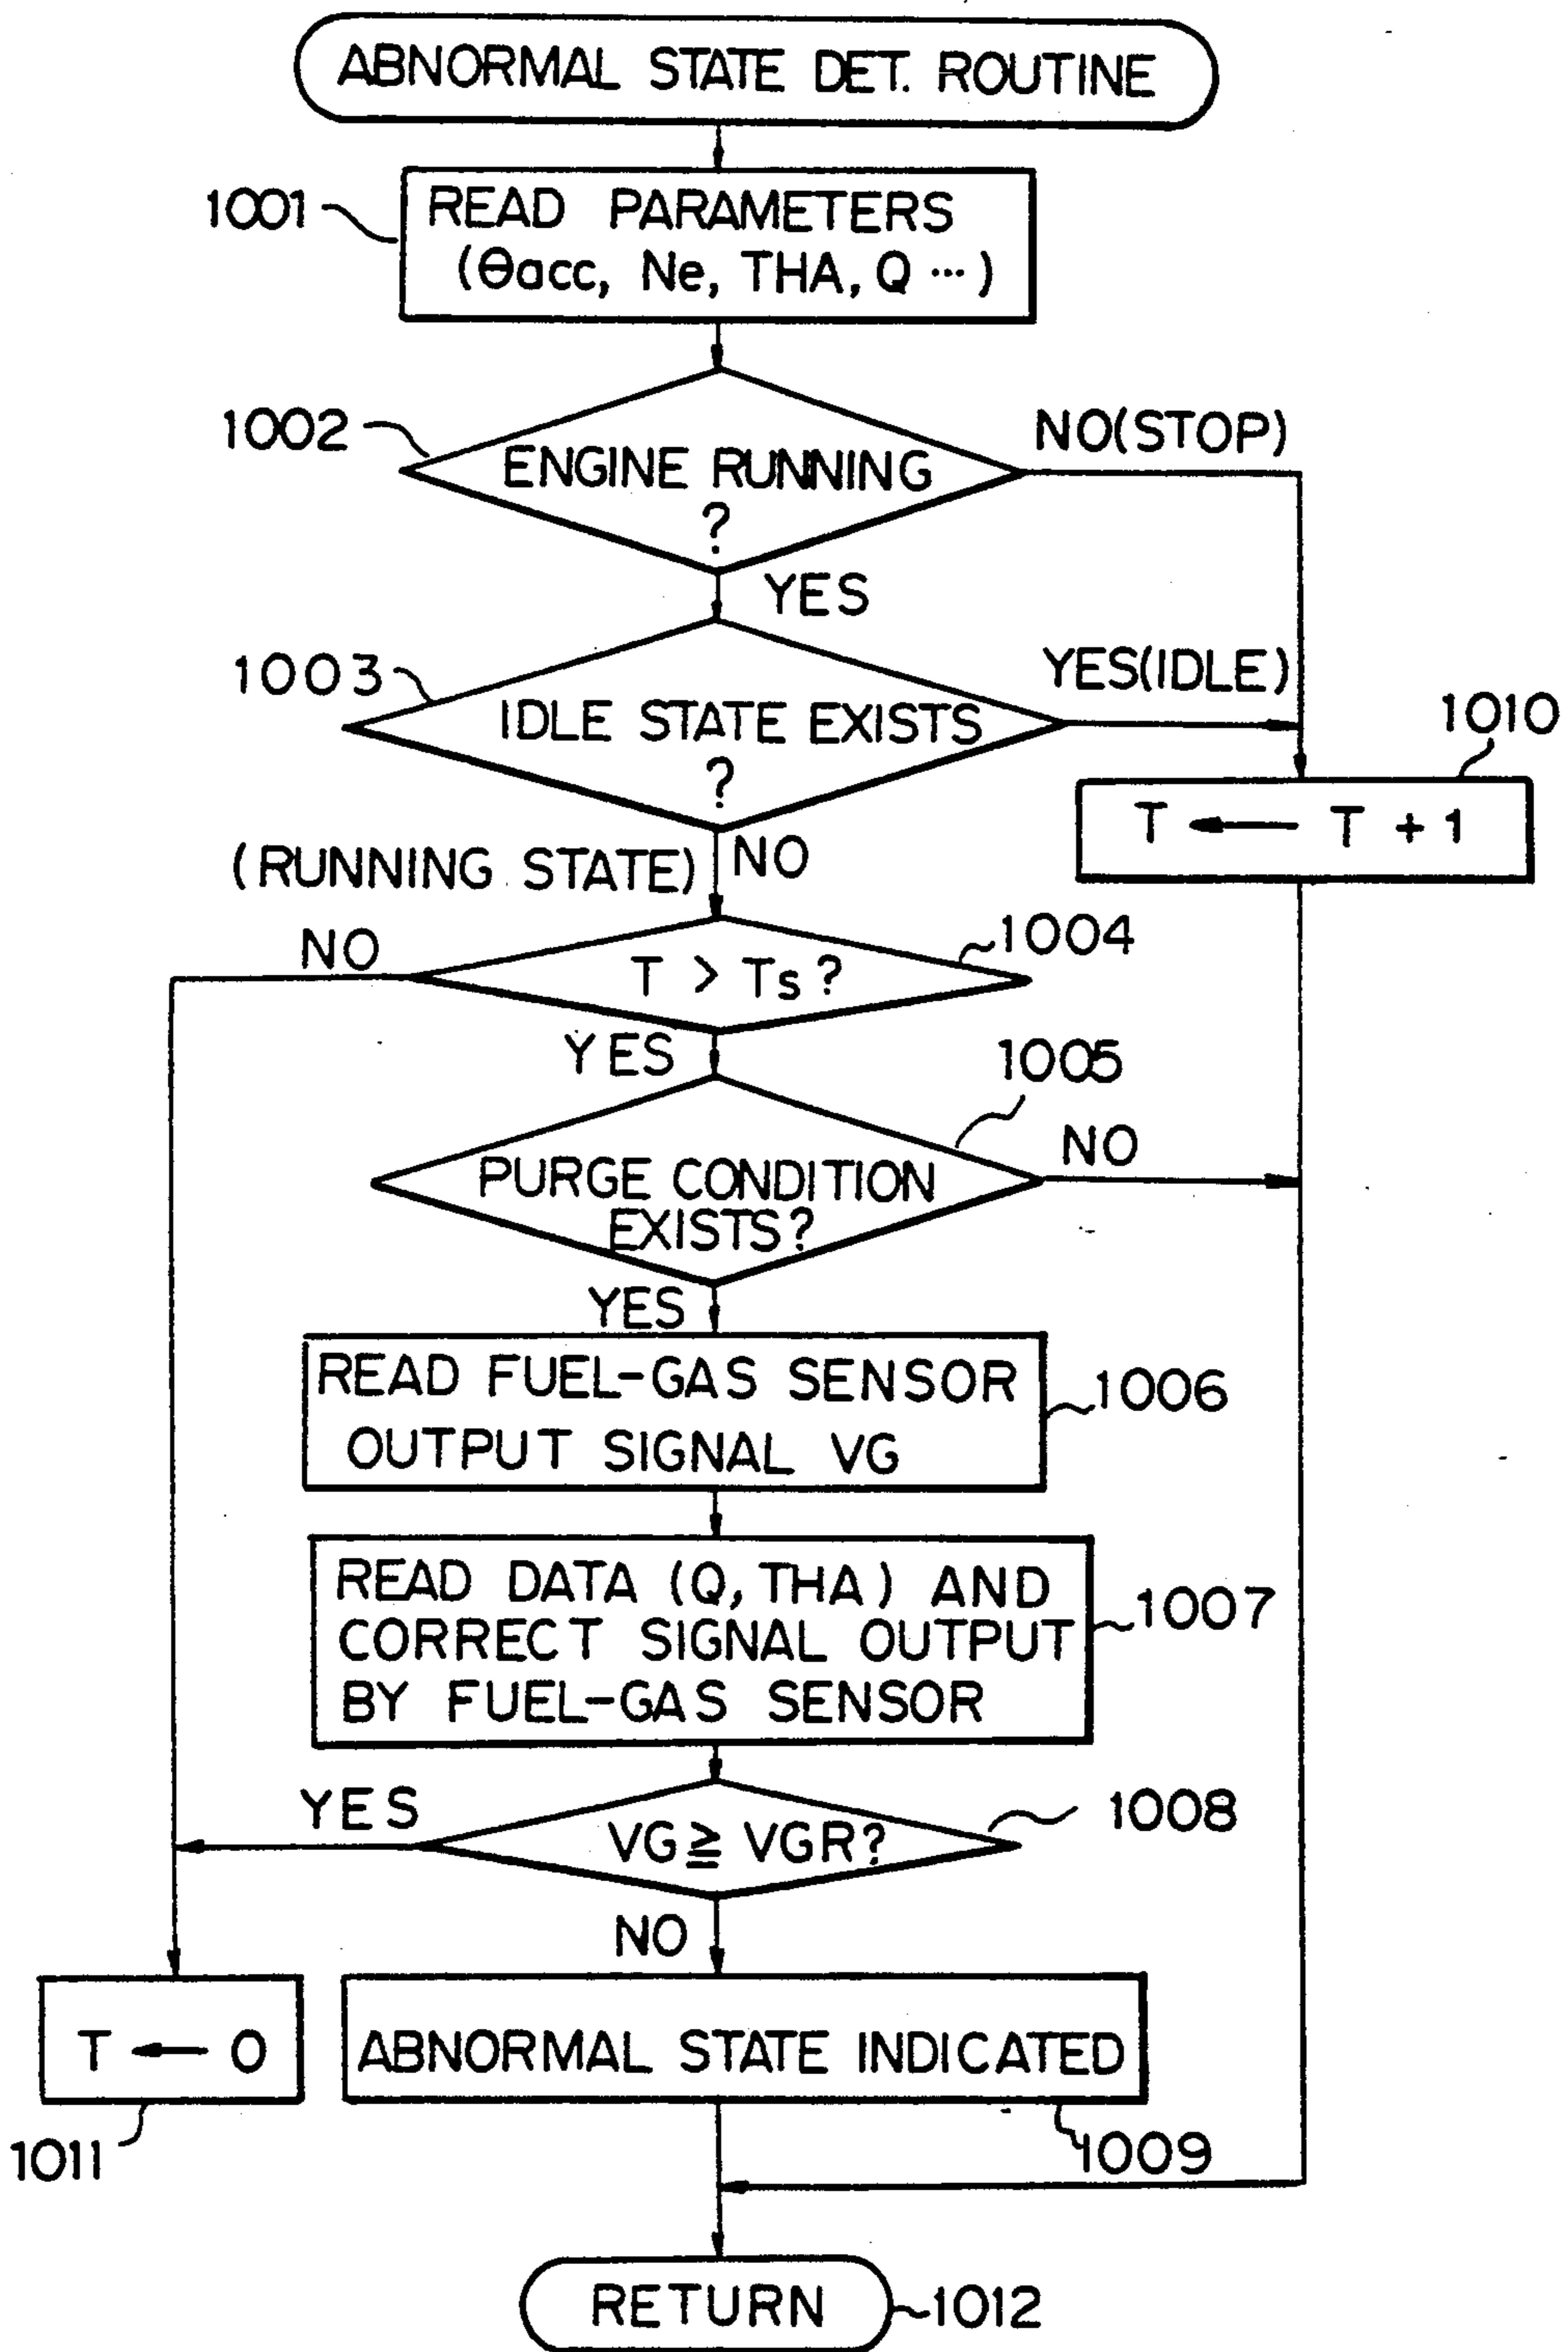 ABNORMAL STATE DET. ROUTINE
1001
READ PARAMETERS
(θacc, Ne, THA, Q ···)
1002
NO(STOP)
ENGINE RUNNING
?
YES
1003
YES(IDLE)
IDLE STATE EXISTS
?
1010
T ← T + 1
(RUNNING STATE)
NO
NO
1004
T > Ts ?
YES
1005
NO
PURGE CONDITION
EXISTS?
YES
READ FUEL-GAS SENSOR
OUTPUT SIGNAL VG
1006
READ DATA (Q, THA) AND
CORRECT SIGNAL OUTPUT
BY FUEL-GAS SENSOR
1007
YES
1008
VG ≧ VGR?
NO
T ← 0
ABNORMAL STATE INDICATED
1011
1009
RETURN
1012